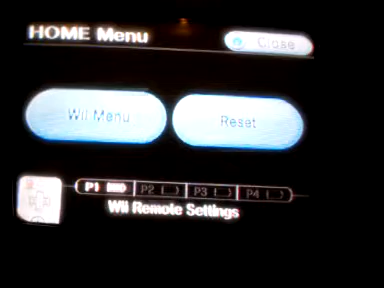 HOME Menu
Close
Wii Menu
Reset
P1 P2 P3 P4
Wii Remote Settings